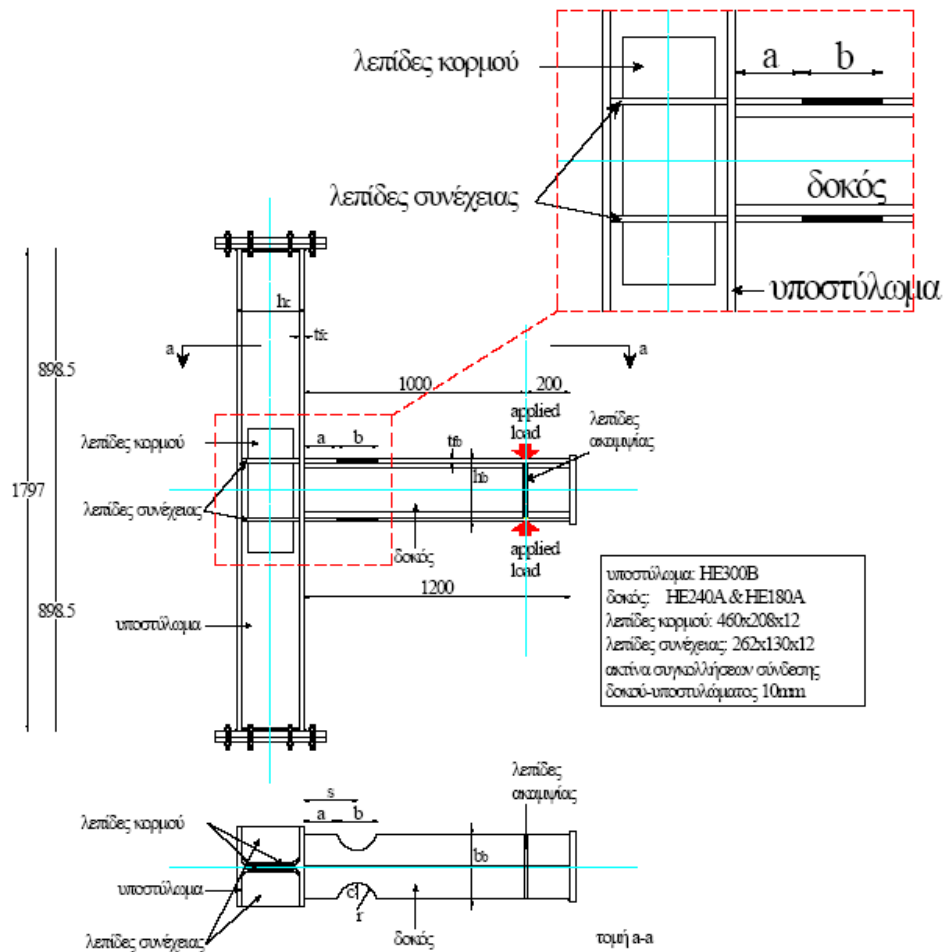 λεπίδες κορμού
a
b
λεπίδες συνέχειας
δοκός
υποστύλωμα
hc
tfc
a
a
898.5
1797
898.5
1000
200
applied
load
λεπίδες
ακαμψίας
λεπίδες κορμού
a
b
tfb
hb
λεπίδες συνέχειας
δοκός
applied
load
1200
υποστύλωμα
υποστύλωμα: HE300B
δοκός: HE240A & HE180A
λεπίδες κορμού: 460x208x12
λεπίδες συνέχειας: 262x130x12
ακτίνα συγκολλήσεων σύνδεσης
δοκού-υποστυλώματος 10mm
s
a
b
λεπίδες
ακαμψίας
λεπίδες κορμού
bb
υποστύλωμα
c
r
λεπίδες συνέχειας
δοκός
τομή a-a